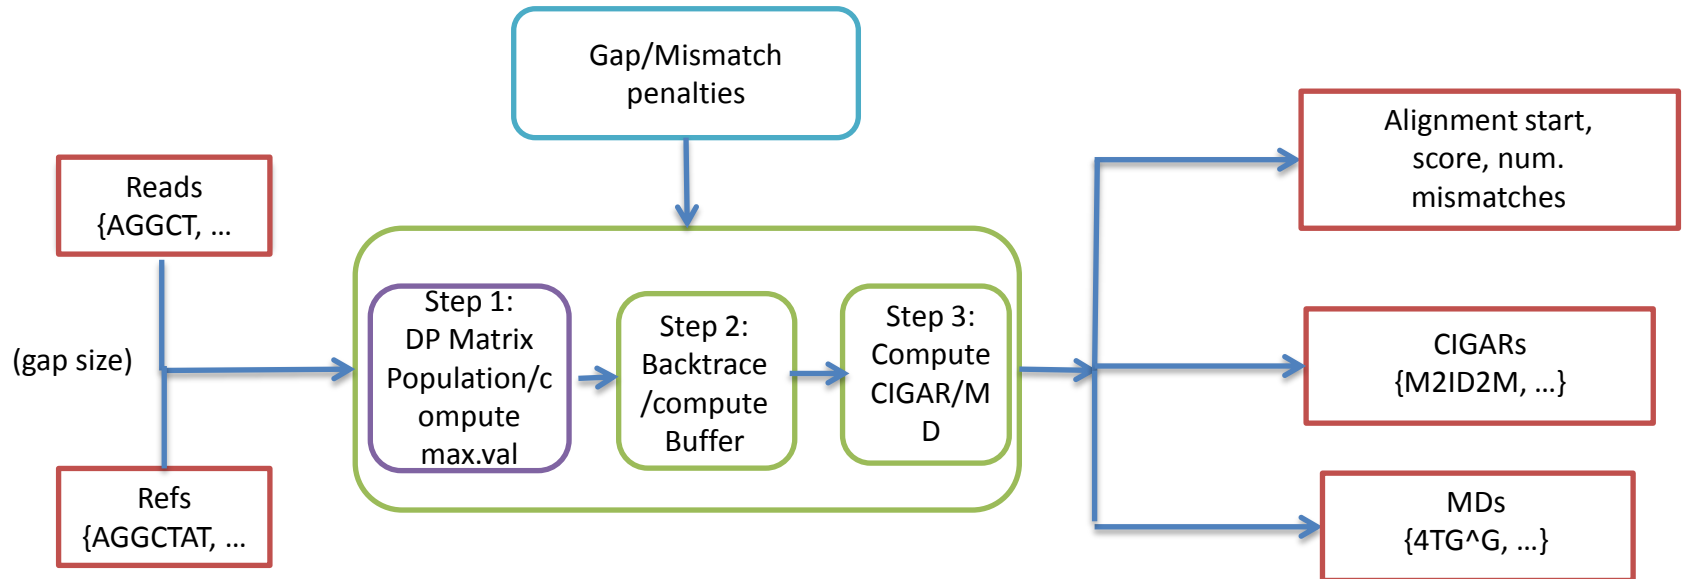 Gap/Mismatch
penalties
Reads
{AGGCT, ...
(gap size)
Refs
{AGGCTAT, ...
Step 1:
DP Matrix
Population/c
ompute
max.val
Step 2:
Backtrace
/compute
Buffer
Step 3:
Compute
CIGAR/M
D
Alignment start,
score, num.
mismatches
CIGARs
{M2ID2M, ...}
MDs
{4TG^G, ...}